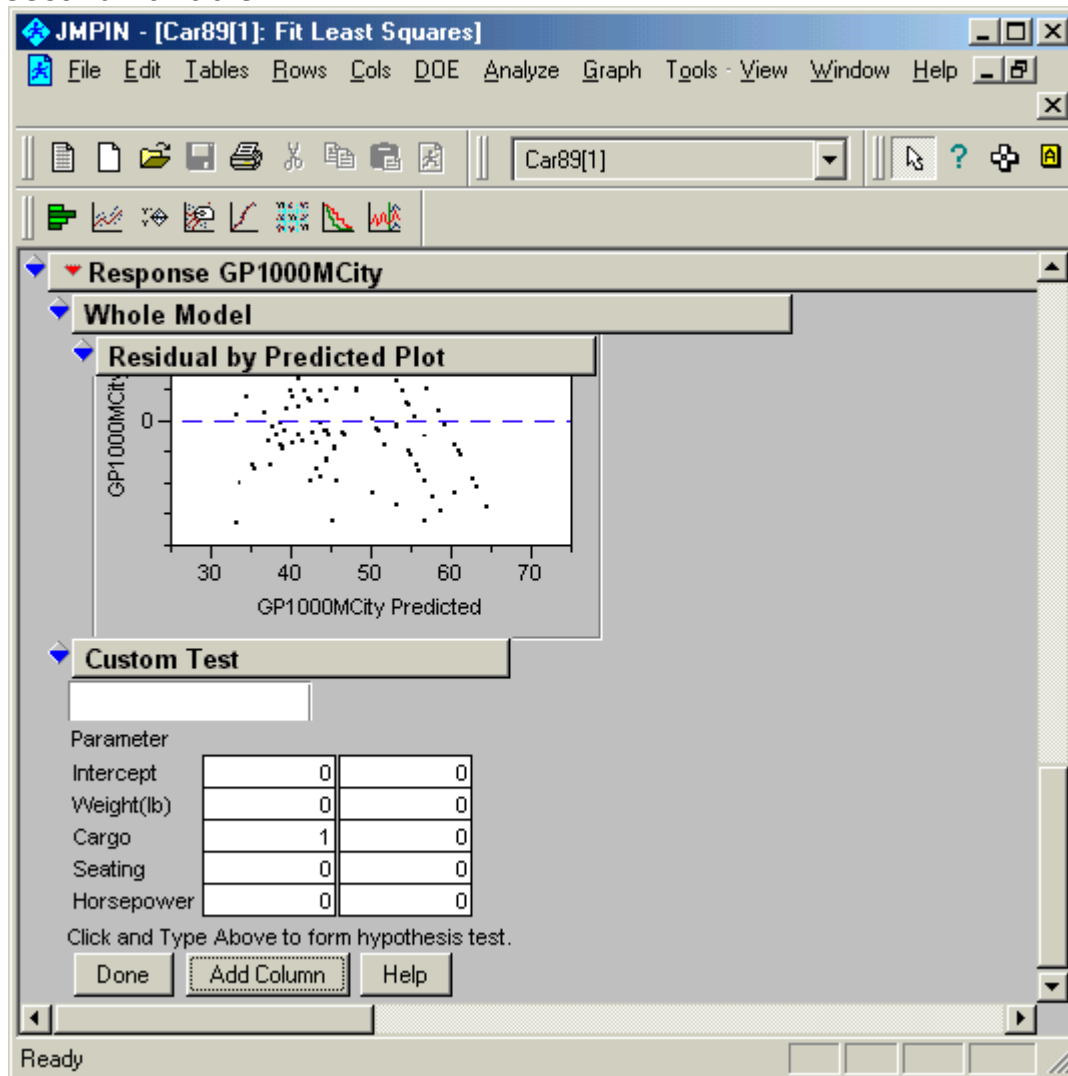 JMPIN - [Car89[1]: Fit Least Squares]
File Edit Tables Rows Cols DOE Analyze Graph Tools View Window Help
Car89[1]
Response GP1000MCity
Whole Model
Residual by Predicted Plot
GP1000MCity
0
30 40 50 60 70
GP1000MCity Predicted
Custom Test
Parameter
Intercept 0 0
Weight(lb) 0 0
Cargo 1 0
Seating 0 0
Horsepower 0 0
Click and Type Above to form hypothesis test.
Done Add Column Help
Ready